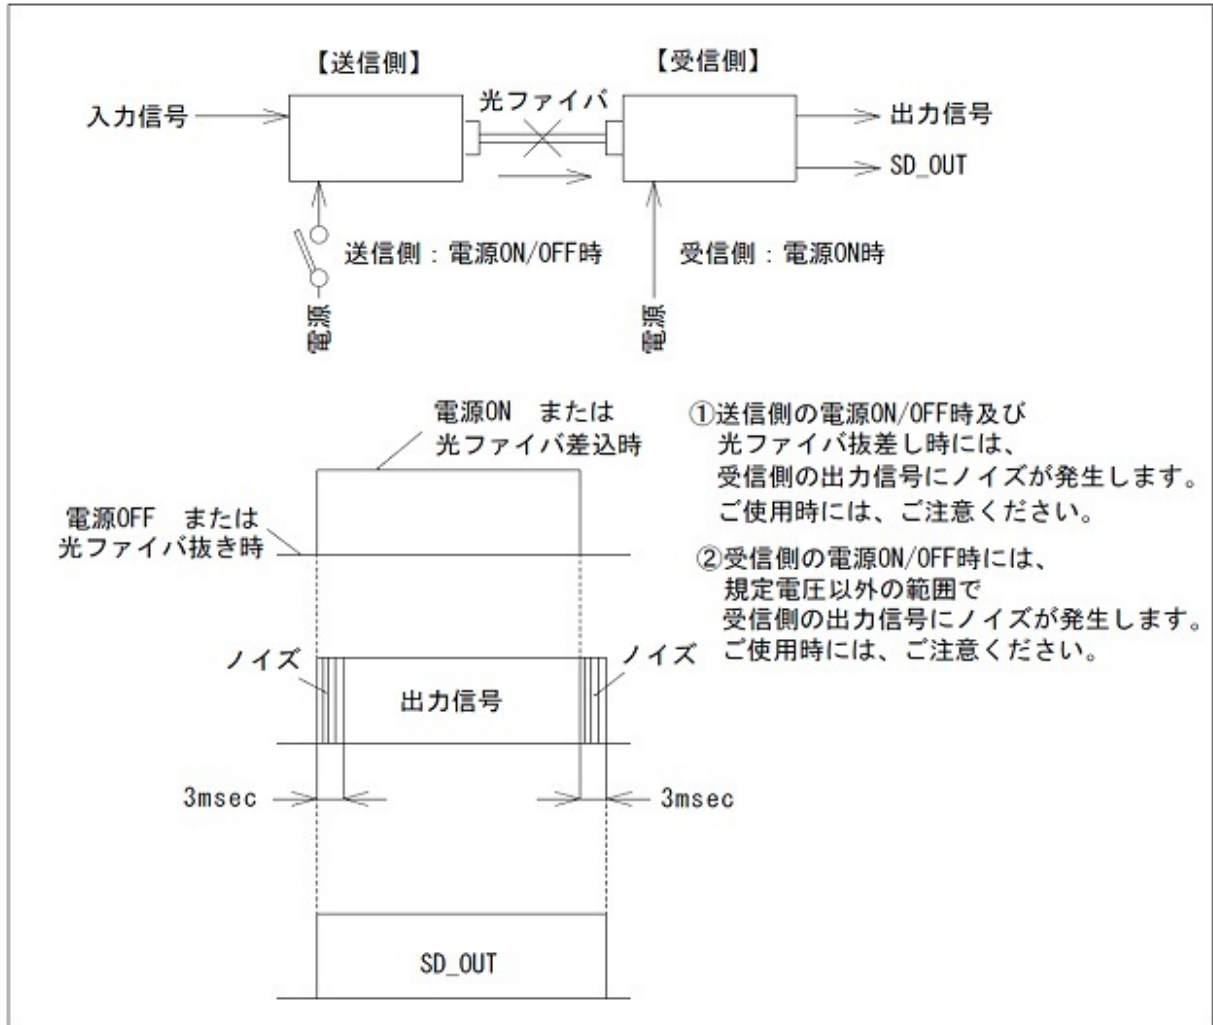 【送信側】
【受信側】
入力信号
光ファイバ
出力信号
SD_OUT
送信側：電源ON/OFF時
受信側：電源ON時
電源
電源
電源ON　または
光ファイバ差込時
電源OFF　または
光ファイバ抜き時
①送信側の電源ON/OFF時及び
光ファイバ抜差し時には、
受信側の出力信号にノイズが発生します。
ご使用時には、ご注意ください。
②受信側の電源ON/OFF時には、
規定電圧以外の範囲で
受信側の出力信号にノイズが発生します。
ご使用時には、ご注意ください。
ノイズ
出力信号
ノイズ
3msec
3msec
SD_OUT